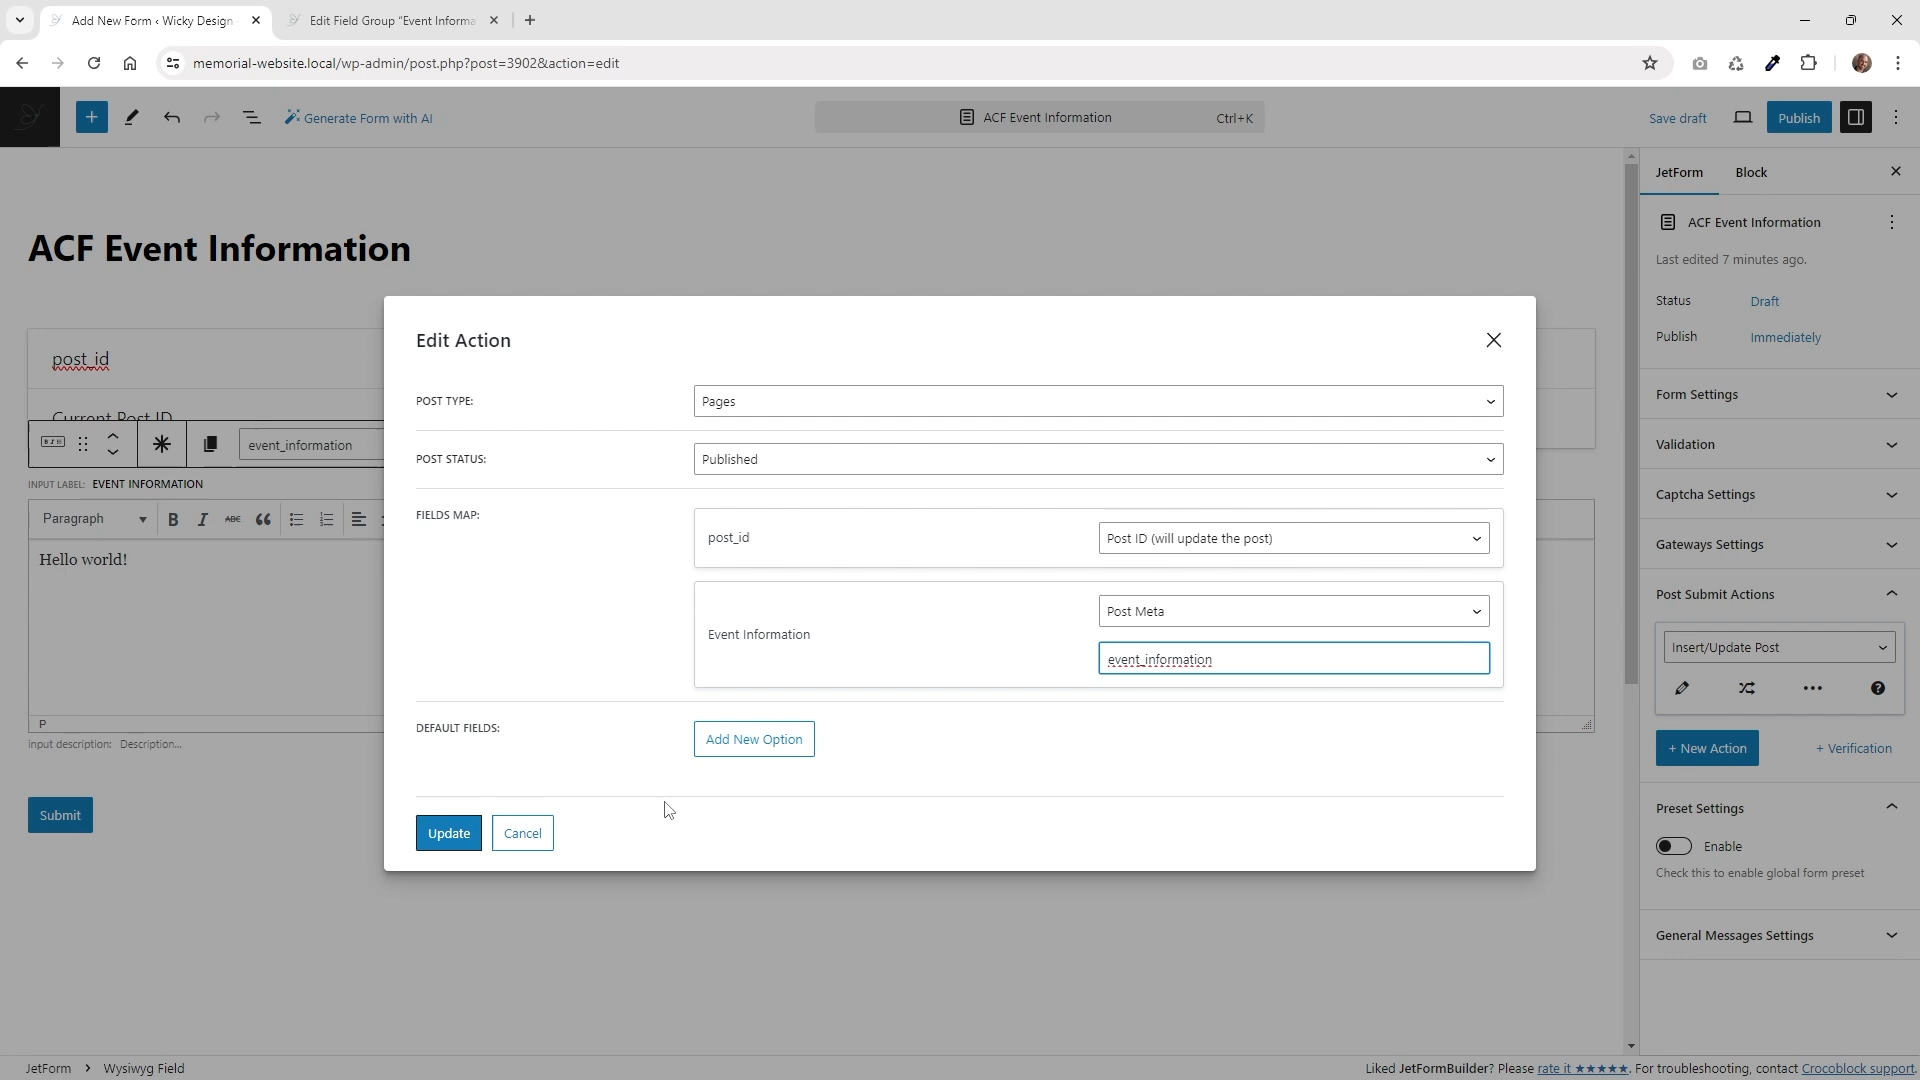 Add New Form ‹ Wicky Design
Edit Field Group "Event Informa
memorial-website.local/wp-admin/post.php?post=3902&action=edit
Generate Form with AI
ACF Event Information
Ctrl+K
Save draft
Publish
JetForm
Block
ACF Event Information
Last edited 7 minutes ago.
Status
Draft
Publish
Immediately
Form Settings
Validation
Captcha Settings
Gateways Settings
Post Submit Actions
Insert/Update Post
+ New Action
+ Verification
Preset Settings
Enable
Check this to enable global form preset
General Messages Settings
ACF Event Information
post_id
Current Post ID
event_information
INPUT LABEL: EVENT INFORMATION
Paragraph
B I ABC
Hello world!
P
input description: Description...
Submit
Edit Action
POST TYPE:
Pages
POST STATUS:
Published
FIELDS MAP:
post_id
Post ID (will update the post)
Event Information
Post Meta
event_information
DEFAULT FIELDS:
Add New Option
Update
Cancel
JetForm > Wysiwyg Field
Liked JetFormBuilder? Please rate it ★★★★★. For troubleshooting, contact Crocoblock support.